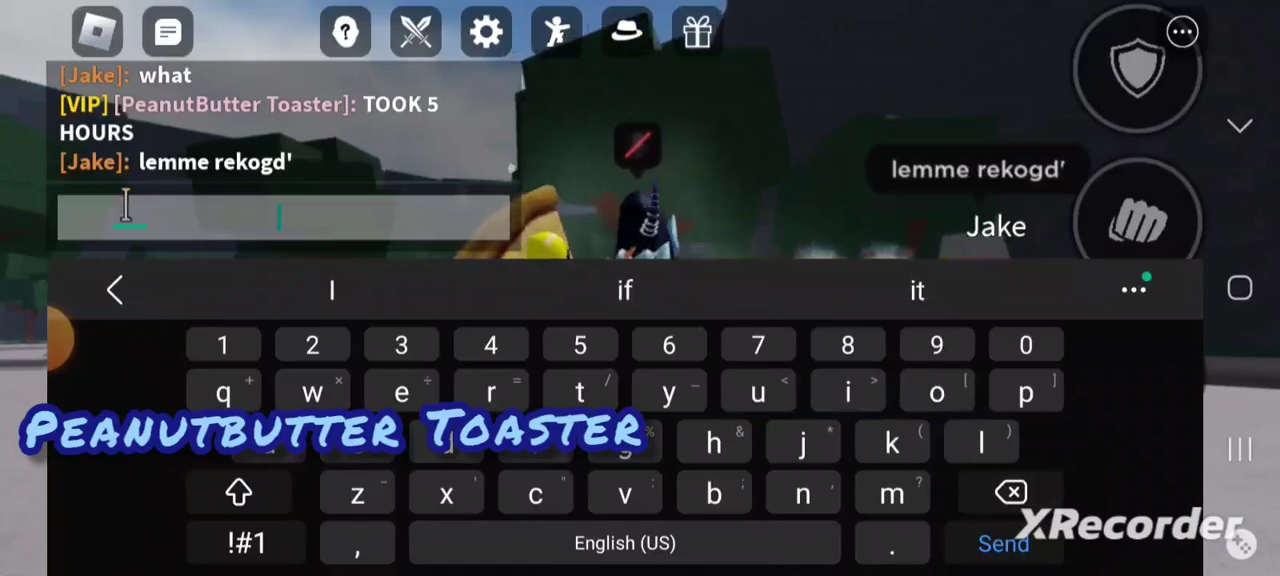 [Jake]: what
[VIP] [PeanutButter Toaster]: TOOK 5
HOURS
[Jake]: lemme rekogd'
lemme rekogd'
Jake
I if it
1 2 3 4 5 6 7 8 9 0
q w e r t y u i o p
PEANUTBUTTER TOASTER
g h j k l
z x c v b n m
XRecorder
!#1 , English (US) . Send